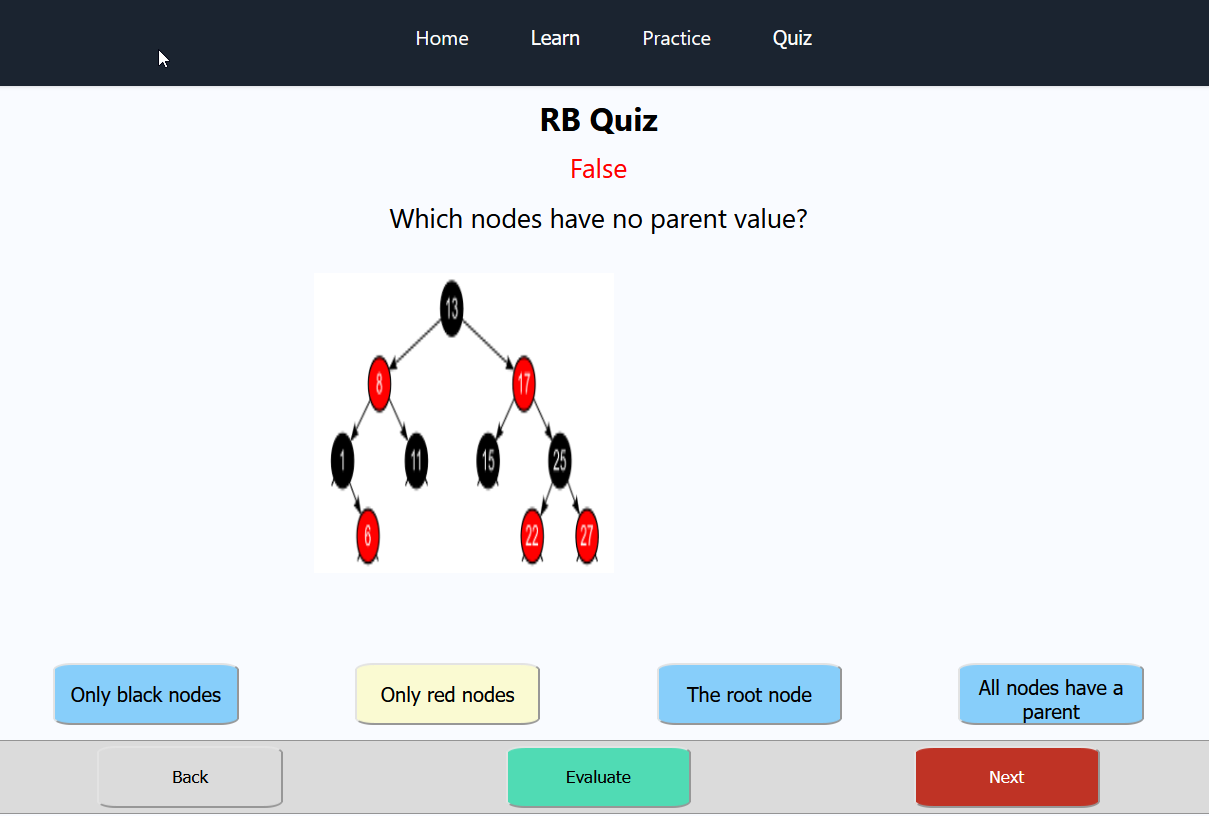 Home Learn Practice Quiz
RB Quiz
False
Which nodes have no parent value?
13
8 17
1 11 15 25
6 22 27
Only black nodes Only red nodes The root node All nodes have a
parent
Back Evaluate Next